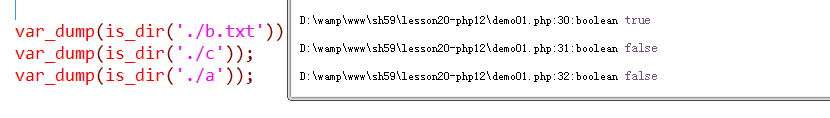 var_dump(is_dir('./b.txt'))
var_dump(is_dir('./c'));
var_dump(is_dir('./a'));
D:\wamp\www\sh59\lesson20-php12\demo01.php:30:boolean true
D:\wamp\www\sh59\lesson20-php12\demo01.php:31:boolean false
D:\wamp\www\sh59\lesson20-php12\demo01.php:32:boolean false